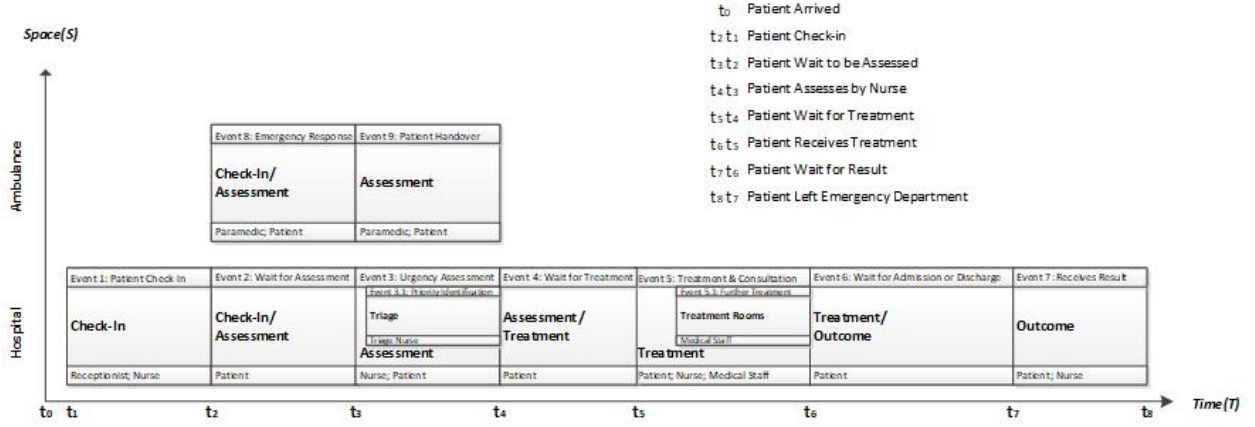 t0 Patient Arrived
t2 t1 Patient Check-in
t3 t2 Patient Wait to be Assessed
t4 t3 Patient Assesses by Nurse
t5 t4 Patient Wait for Treatment
t6 t5 Patient Receives Treatment
t7 t6 Patient Wait for Result
t8 t7 Patient Left Emergency Department
Space(S)
Ambulance
Event 8: Emergency Response
Check-In/
Assessment
Paramedic; Patient
Event 9: Patient Handover
Assessment
Paramedic; Patient
Hospital
Event 1: Patient Check-In
Check-In
Receptionist; Nurse
Event 2: Wait for Assessment
Check-In/
Assessment
Patient
Event 3: Urgency Assessment
Event 3.1: Priority Identification
Triage
Triage Nurse
Assessment
Nurse; Patient
Event 4: Wait for Treatment
Assessment/
Treatment
Patient
Event 5: Treatment & Consultation
Event 5.1: Further Treatment
Treatment Rooms
Medical Staff
Treatment
Patient; Nurse; Medical Staff
Event 6: Wait for Admission or Discharge
Treatment/
Outcome
Patient
Event 7: Receives Result
Outcome
Patient; Nurse
t0 t1 t2 t3 t4 t5 t6 t7 t8
Time(T)